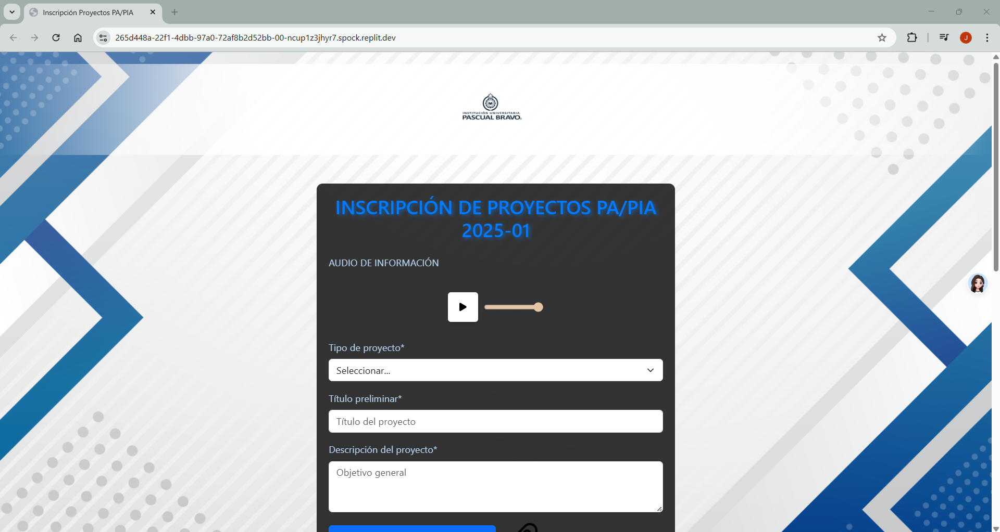 Inscripción Proyectos PA/PIA
265d448a-22f1-4dbb-97a0-72af8b2d52bb-00-ncup1z3jhyr7.spock.replit.dev
J
INSTITUCIÓN UNIVERSITARIA
PASCUAL BRAVO®
INSCRIPCIÓN DE PROYECTOS PA/PIA
2025-01
AUDIO DE INFORMACIÓN
Tipo de proyecto*
Seleccionar...
Título preliminar*
Título del proyecto
Descripción del proyecto*
Objetivo general